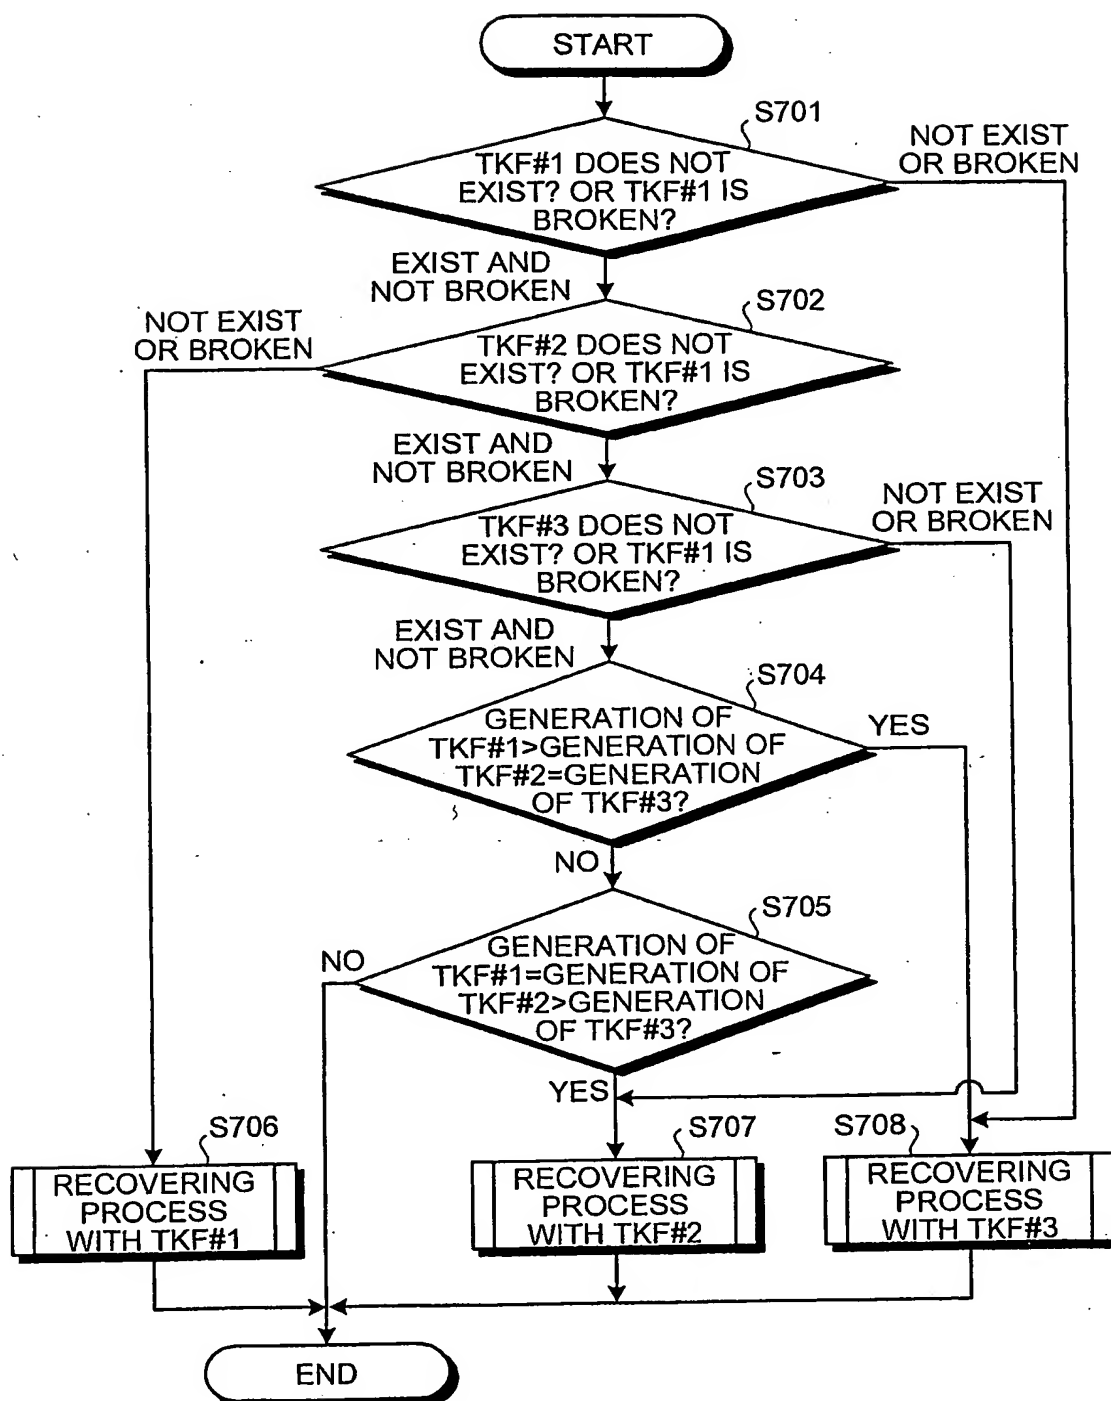 START
S701
TKF#1 DOES NOT
EXIST? OR TKF#1 IS
BROKEN?
NOT EXIST
OR BROKEN
EXIST AND
NOT BROKEN
S702
TKF#2 DOES NOT
EXIST? OR TKF#1 IS
BROKEN?
NOT EXIST
OR BROKEN
EXIST AND
NOT BROKEN
S703
TKF#3 DOES NOT
EXIST? OR TKF#1 IS
BROKEN?
NOT EXIST
OR BROKEN
EXIST AND
NOT BROKEN
S704
GENERATION OF
TKF#1>GENERATION OF
TKF#2=GENERATION
OF TKF#3?
YES
NO
S705
GENERATION OF
TKF#1=GENERATION OF
TKF#2>GENERATION
OF TKF#3?
NO
YES
S706
RECOVERING
PROCESS
WITH TKF#1
S707
RECOVERING
PROCESS
WITH TKF#2
S708
RECOVERING
PROCESS
WITH TKF#3
END